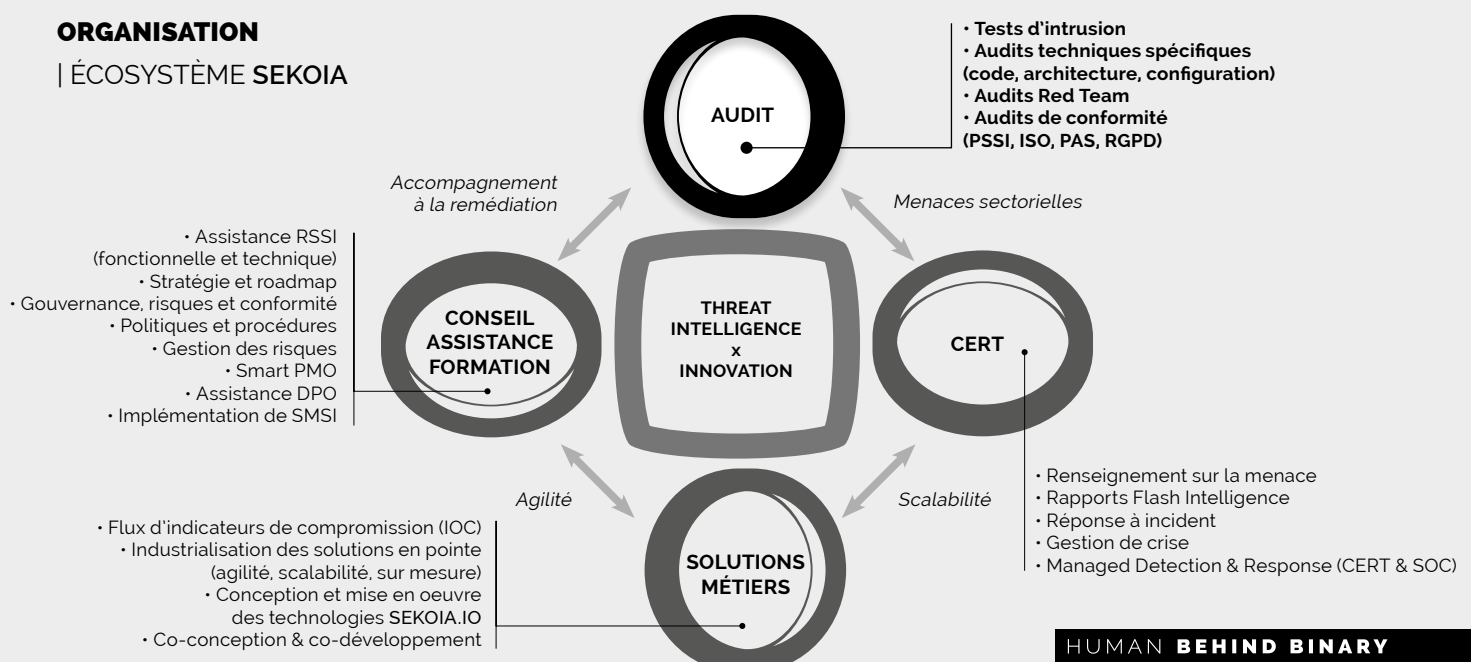 ORGANISATION
| ÉCOSYSTÈME SEKOIA
AUDIT
• Tests d'intrusion
• Audits techniques spécifiques
(code, architecture, configuration)
• Audits Red Team
• Audits de conformité
(PSSI, ISO, PAS, RGPD)
Accompagnement
à la remédiation
Menaces sectorielles
• Assistance RSSI
(fonctionnelle et technique)
• Stratégie et roadmap
• Gouvernance, risques et conformité
• Politiques et procédures
• Gestion des risques
• Smart PMO
• Assistance DPO
• Implémentation de SMSI
CONSEIL
ASSISTANCE
FORMATION
THREAT
INTELLIGENCE
x
INNOVATION
CERT
Agilité
Scalabilité
• Renseignement sur la menace
• Rapports Flash Intelligence
• Réponse à incident
• Gestion de crise
• Managed Detection & Response (CERT & SOC)
• Flux d'indicateurs de compromission (IOC)
• Industrialisation des solutions en pointe
(agilité, scalabilité, sur mesure)
• Conception et mise en oeuvre
des technologies SEKOIA.IO
• Co-conception & co-développement
SOLUTIONS
MÉTIERS
HUMAN BEHIND BINARY